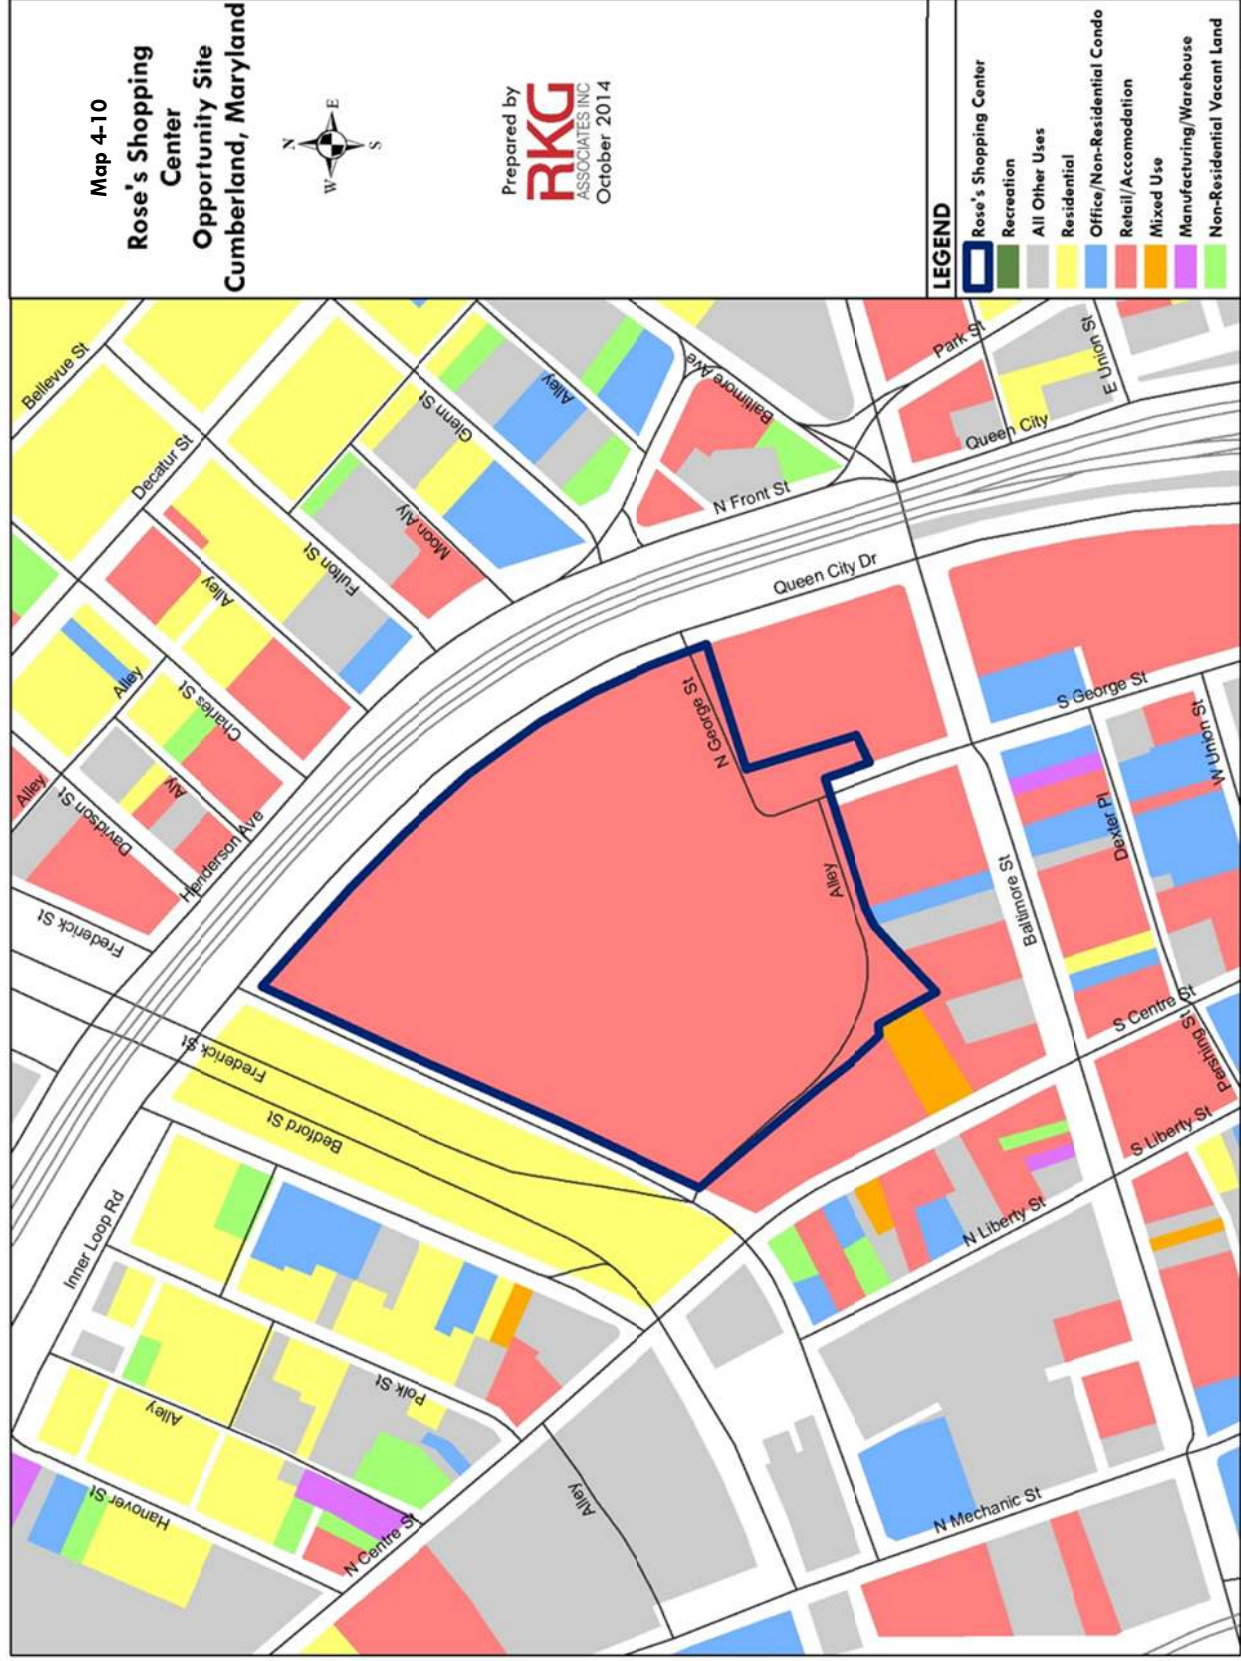 Map 4-10
Rose's Shopping
Center
Opportunity Site
Cumberland, Maryland
N
W
E
S
Prepared by
RKG
ASSOCIATES INC
October 2014
LEGEND
Rose's Shopping Center
Recreation
All Other Uses
Residential
Office/Non-Residential Condo
Retail/Accomodation
Mixed Use
Manufacturing/Warehouse
Non-Residential Vacant Land
Bellevue St
Decatur St
Glenn St
Alley
Baltimore Ave
Park St
E Union St
Queen City
N Front St
Moon Aly
Fulton St
Alley
Queen City Dr
Alley
Charles St
Aly
Alley
Davidson St
Henderson Ave
Frederick St
N George St
S George St
W Union St
Dexter Pl
Alley
Baltimore St
Frederick St
Bedford St
S Centre St
Pershing St
S Liberty St
N Liberty St
Inner Loop Rd
Polk St
Alley
Hanover St
N Centre St
Alley
N Mechanic St